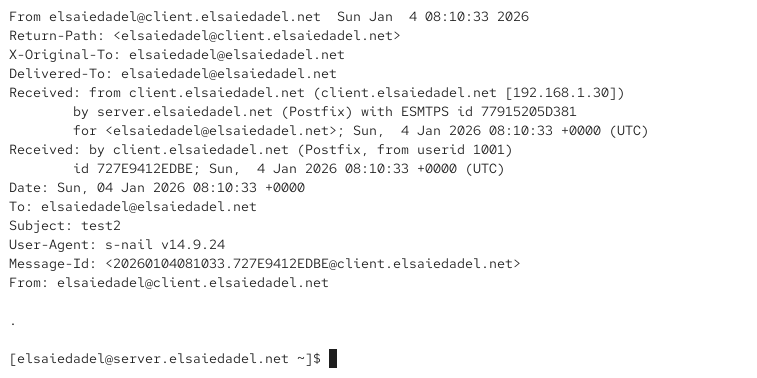 From elsaiedadel@client.elsaiedadel.net  Sun Jan  4 08:10:33 2026
Return-Path: <elsaiedadel@client.elsaiedadel.net>
X-Original-To: elsaiedadel@elsaiedadel.net
Delivered-To: elsaiedadel@elsaiedadel.net
Received: from client.elsaiedadel.net (client.elsaiedadel.net [192.168.1.30])
        by server.elsaiedadel.net (Postfix) with ESMTPS id 77915205D381
        for <elsaiedadel@elsaiedadel.net>; Sun,  4 Jan 2026 08:10:33 +0000 (UTC)
Received: by client.elsaiedadel.net (Postfix, from userid 1001)
        id 727E9412EDBE; Sun,  4 Jan 2026 08:10:33 +0000 (UTC)
Date: Sun, 04 Jan 2026 08:10:33 +0000
To: elsaiedadel@elsaiedadel.net
Subject: test2
User-Agent: s-nail v14.9.24
Message-Id: <20260104081033.727E9412EDBE@client.elsaiedadel.net>
From: elsaiedadel@client.elsaiedadel.net

.

[elsaiedadel@server.elsaiedadel.net ~]$